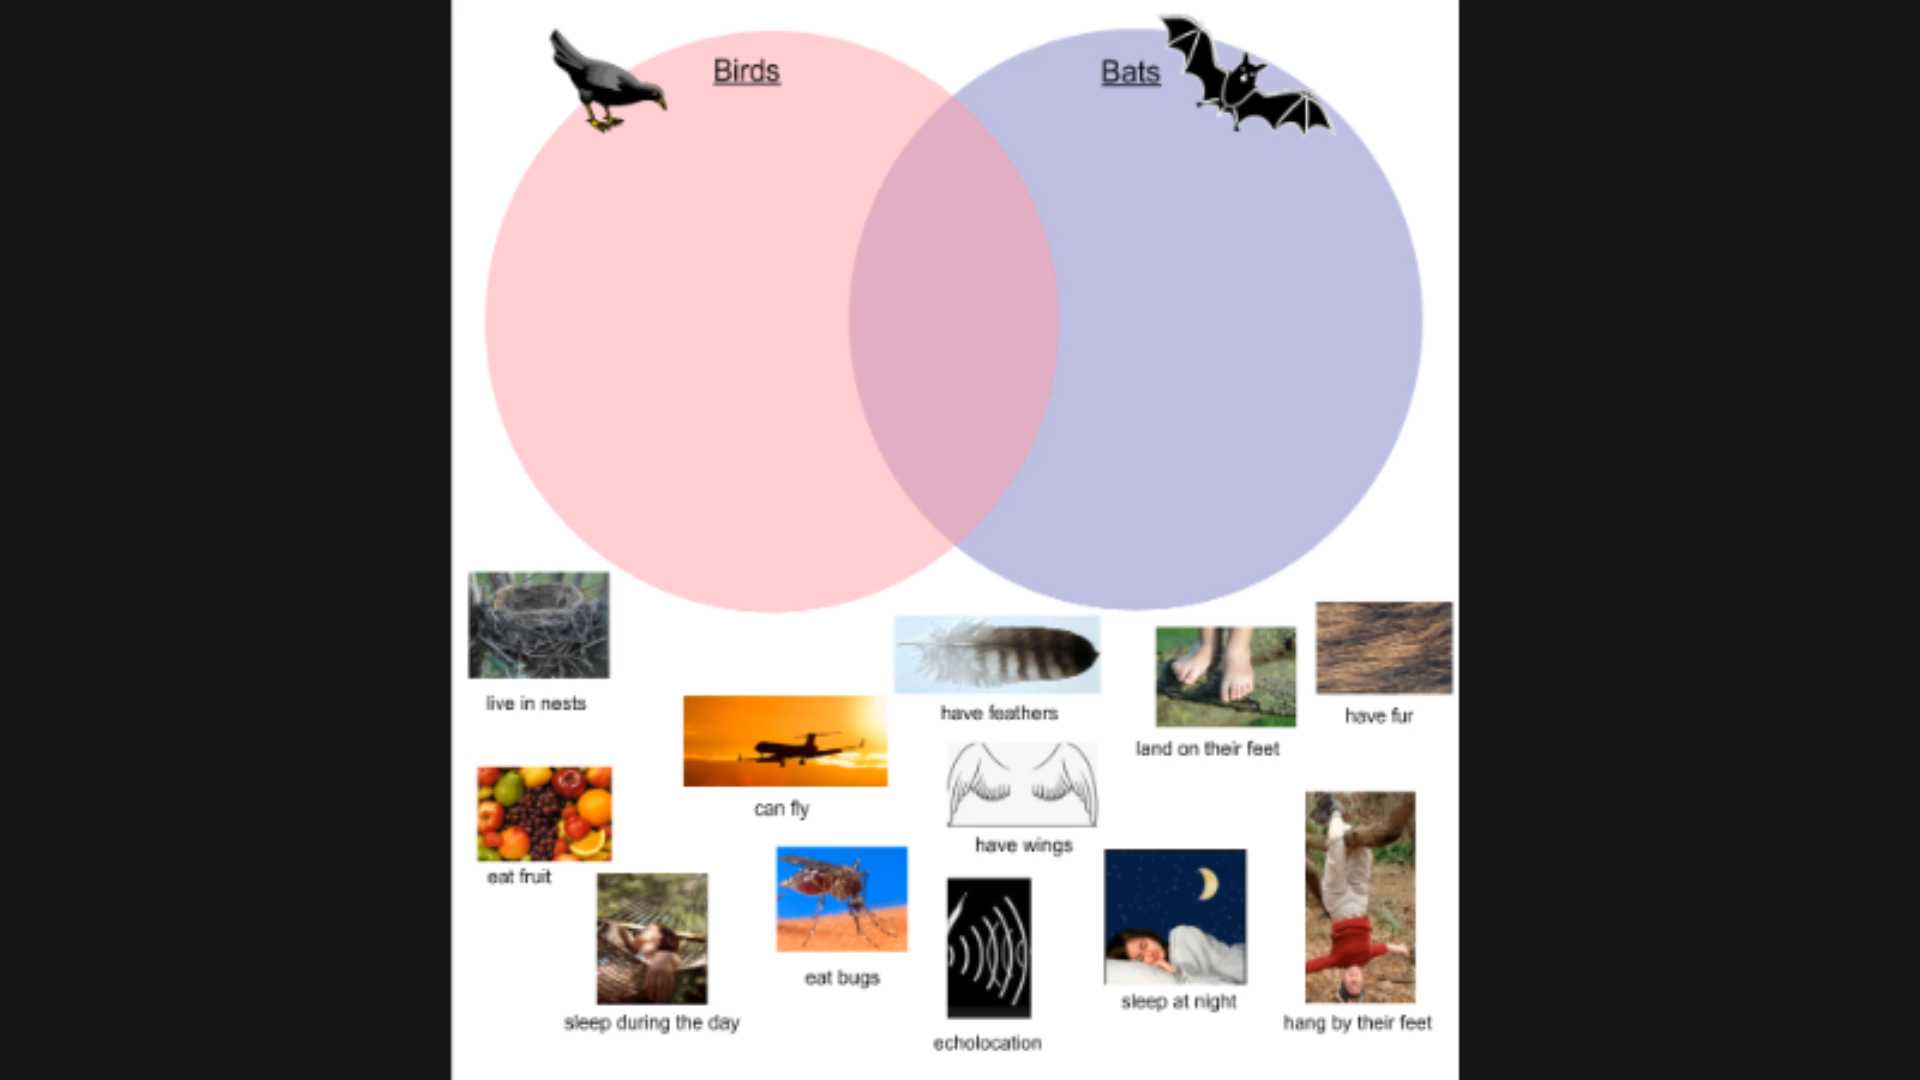 Birds
Bats
live in nests
have feathers
have fur
land on their feet
can fly
have wings
eat fruit
eat bugs
sleep at night
sleep during the day
hang by their feet
echolocation